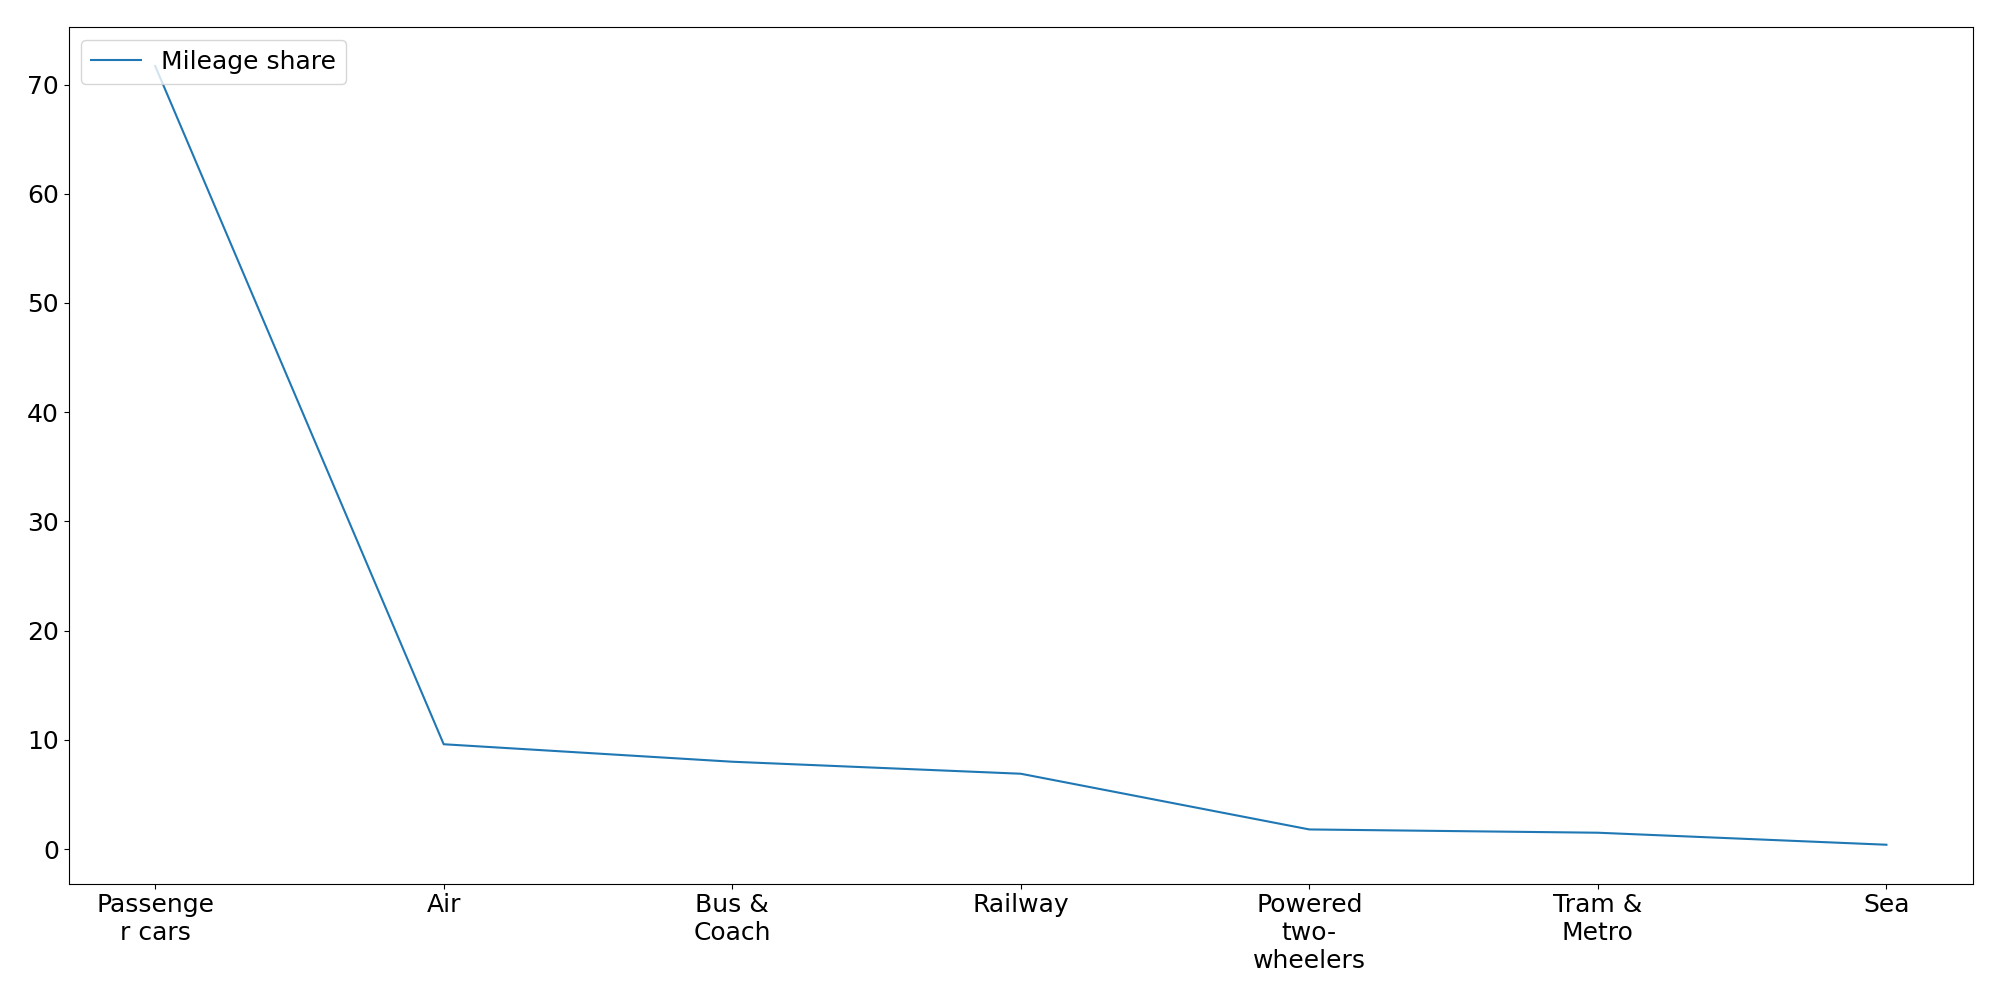 Mileage share
70
60
50
40
30
20
10
0
Passenge
r cars
Air
Bus &
Coach
Railway
Powered
two-
wheelers
Tram &
Metro
Sea